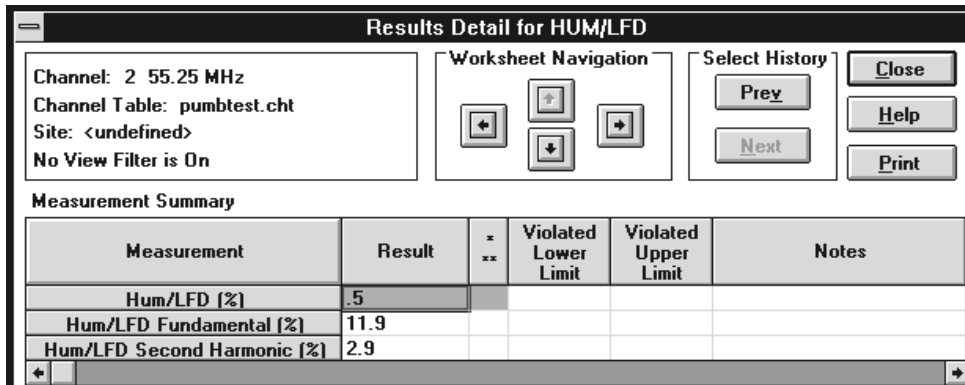 Results Detail for HUM/LFD
Channel: 2 55.25 MHz
Channel Table: pumbtest.cht
Site: <undefined>
No View Filter is On
Worksheet Navigation
Select History
Prev
Next
Close
Help
Print
Measurement Summary
Measurement Result * ** Violated Lower Limit Violated Upper Limit Notes
Hum/LFD (%) .5
Hum/LFD Fundamental (%) 11.9
Hum/LFD Second Harmonic (%) 2.9